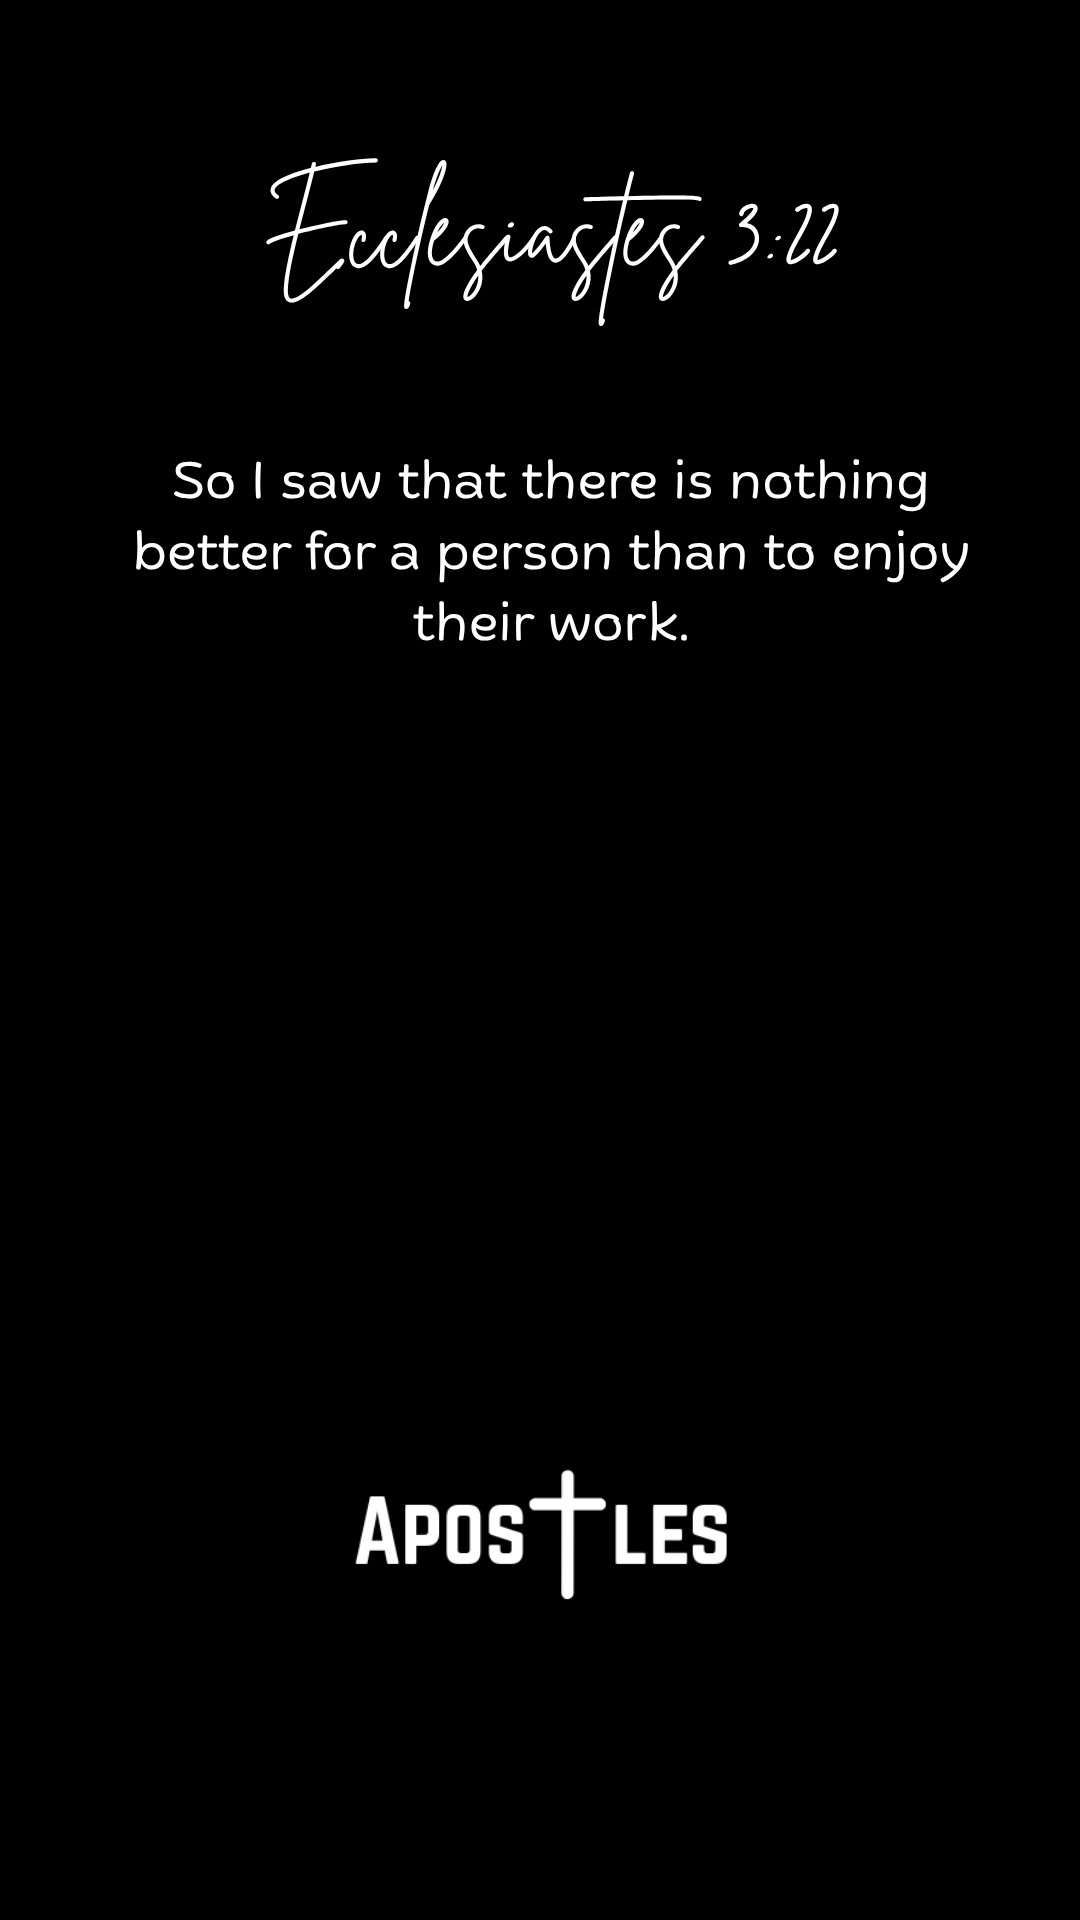 Ecclesiastes 3:22
So I saw that there is nothing
better for a person than to enjoy
their work.
APOSTLES